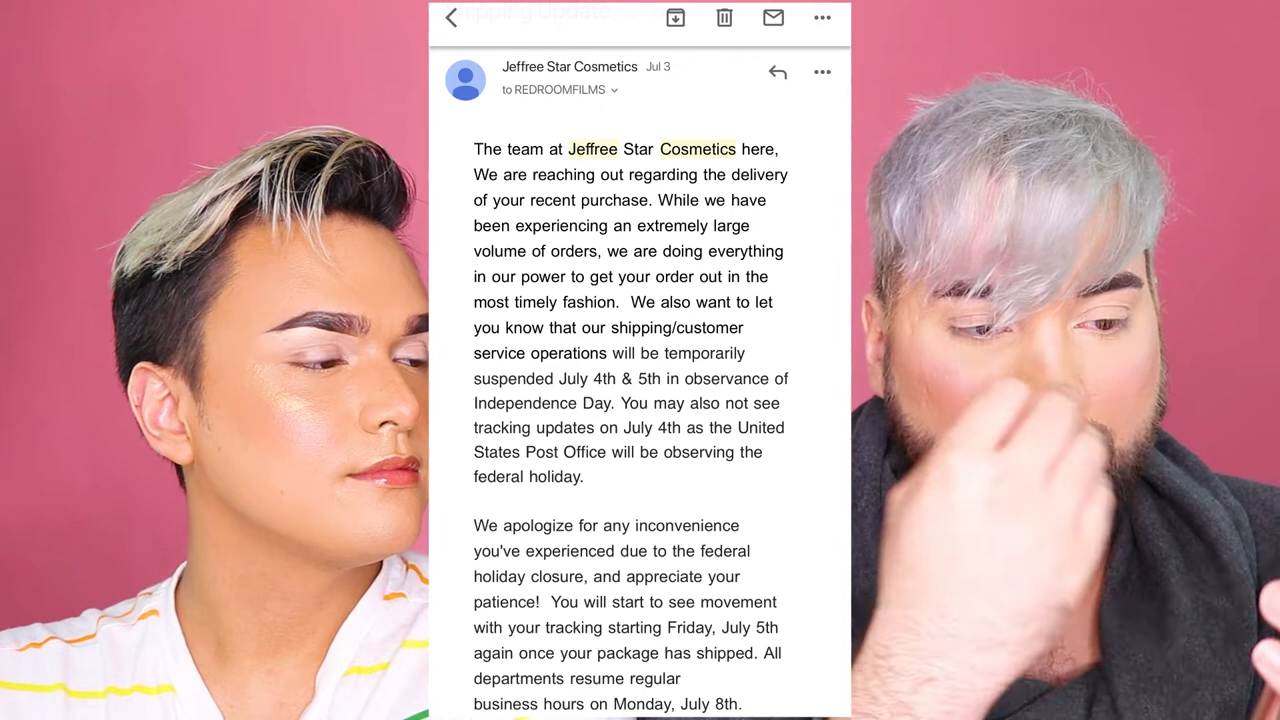 Shipping Update
Jeffree Star Cosmetics Jul 3
to REDROOMFILMS
The team at Jeffree Star Cosmetics here,
We are reaching out regarding the delivery
of your recent purchase. While we have
been experiencing an extremely large
volume of orders, we are doing everything
in our power to get your order out in the
most timely fashion.  We also want to let
you know that our shipping/customer
service operations will be temporarily
suspended July 4th & 5th in observance of
Independence Day. You may also not see
tracking updates on July 4th as the United
States Post Office will be observing the
federal holiday.
We apologize for any inconvenience
you've experienced due to the federal
holiday closure, and appreciate your
patience!  You will start to see movement
with your tracking starting Friday, July 5th
again once your package has shipped. All
departments resume regular
business hours on Monday, July 8th.